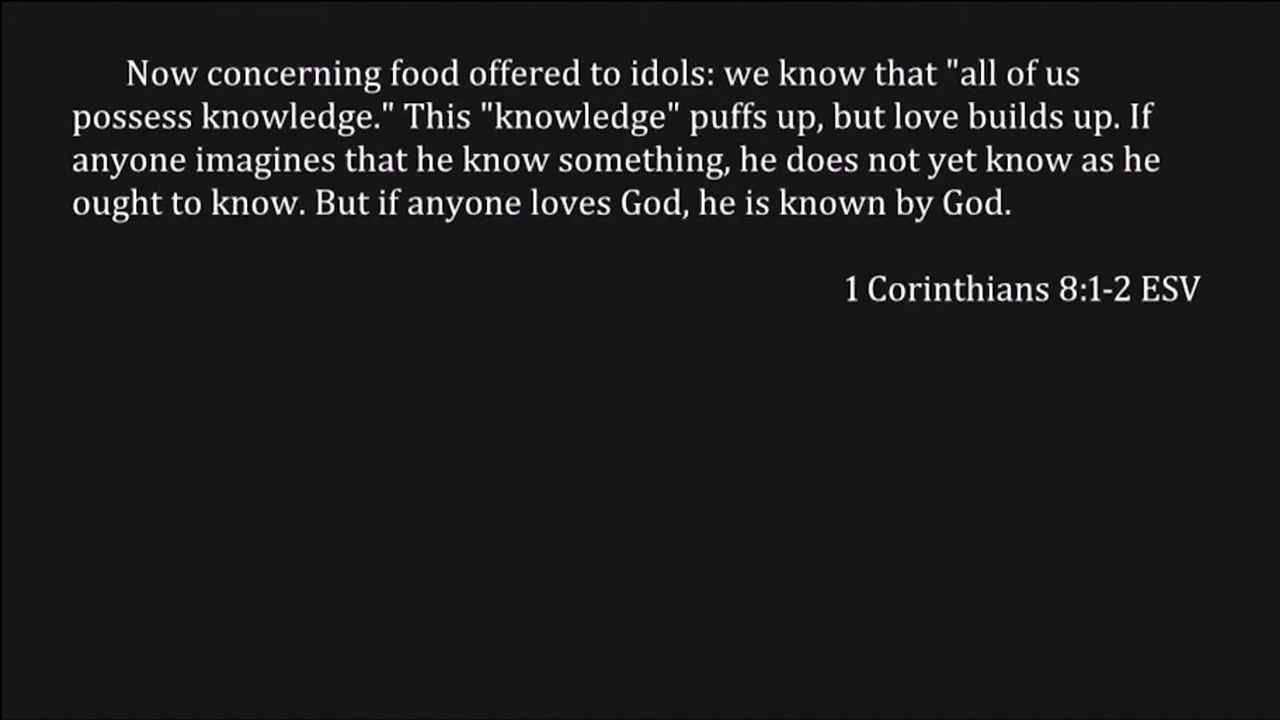 Now concerning food offered to idols: we know that "all of us
possess knowledge." This "knowledge" puffs up, but love builds up. If
anyone imagines that he know something, he does not yet know as he
ought to know. But if anyone loves God, he is known by God.
1 Corinthians 8:1-2 ESV